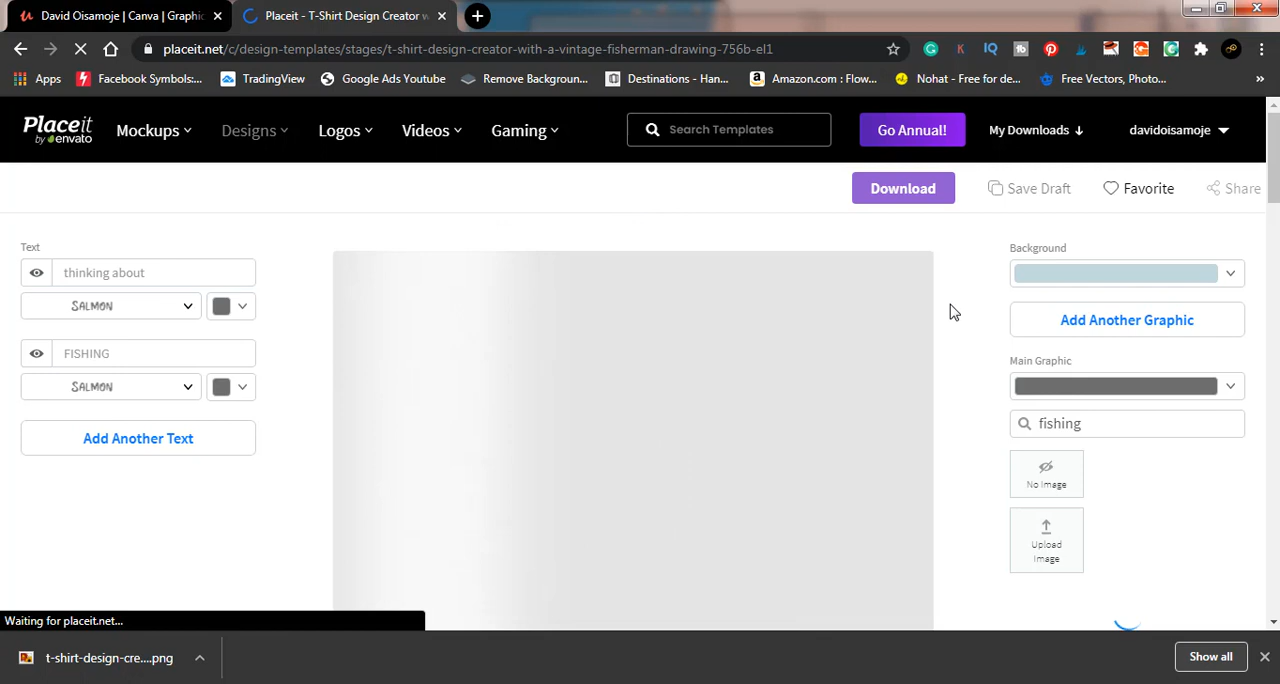 David Oisamoje | Canva | Graphic
Placeit - T-Shirt Design Creator w
placeit.net/c/design-templates/stages/t-shirt-design-creator-with-a-vintage-fisherman-drawing-756b-el1
Apps
Facebook Symbols...
TradingView
Google Ads Youtube
Remove Backgroun...
Destinations - Han...
Amazon.com : Flow...
Nohat - Free for de...
Free Vectors, Photo...
»
Placeit
by envato
Mockups
Designs
Logos
Videos
Gaming
Search Templates
Go Annual!
My Downloads
davidoisamoje
Download
Save Draft
Favorite
Share
Text
thinking about
SALMON
FISHING
SALMON
Add Another Text
Background
Add Another Graphic
Main Graphic
fishing
No Image
Upload
Image
Waiting for placeit.net...
t-shirt-design-cre....png
Show all